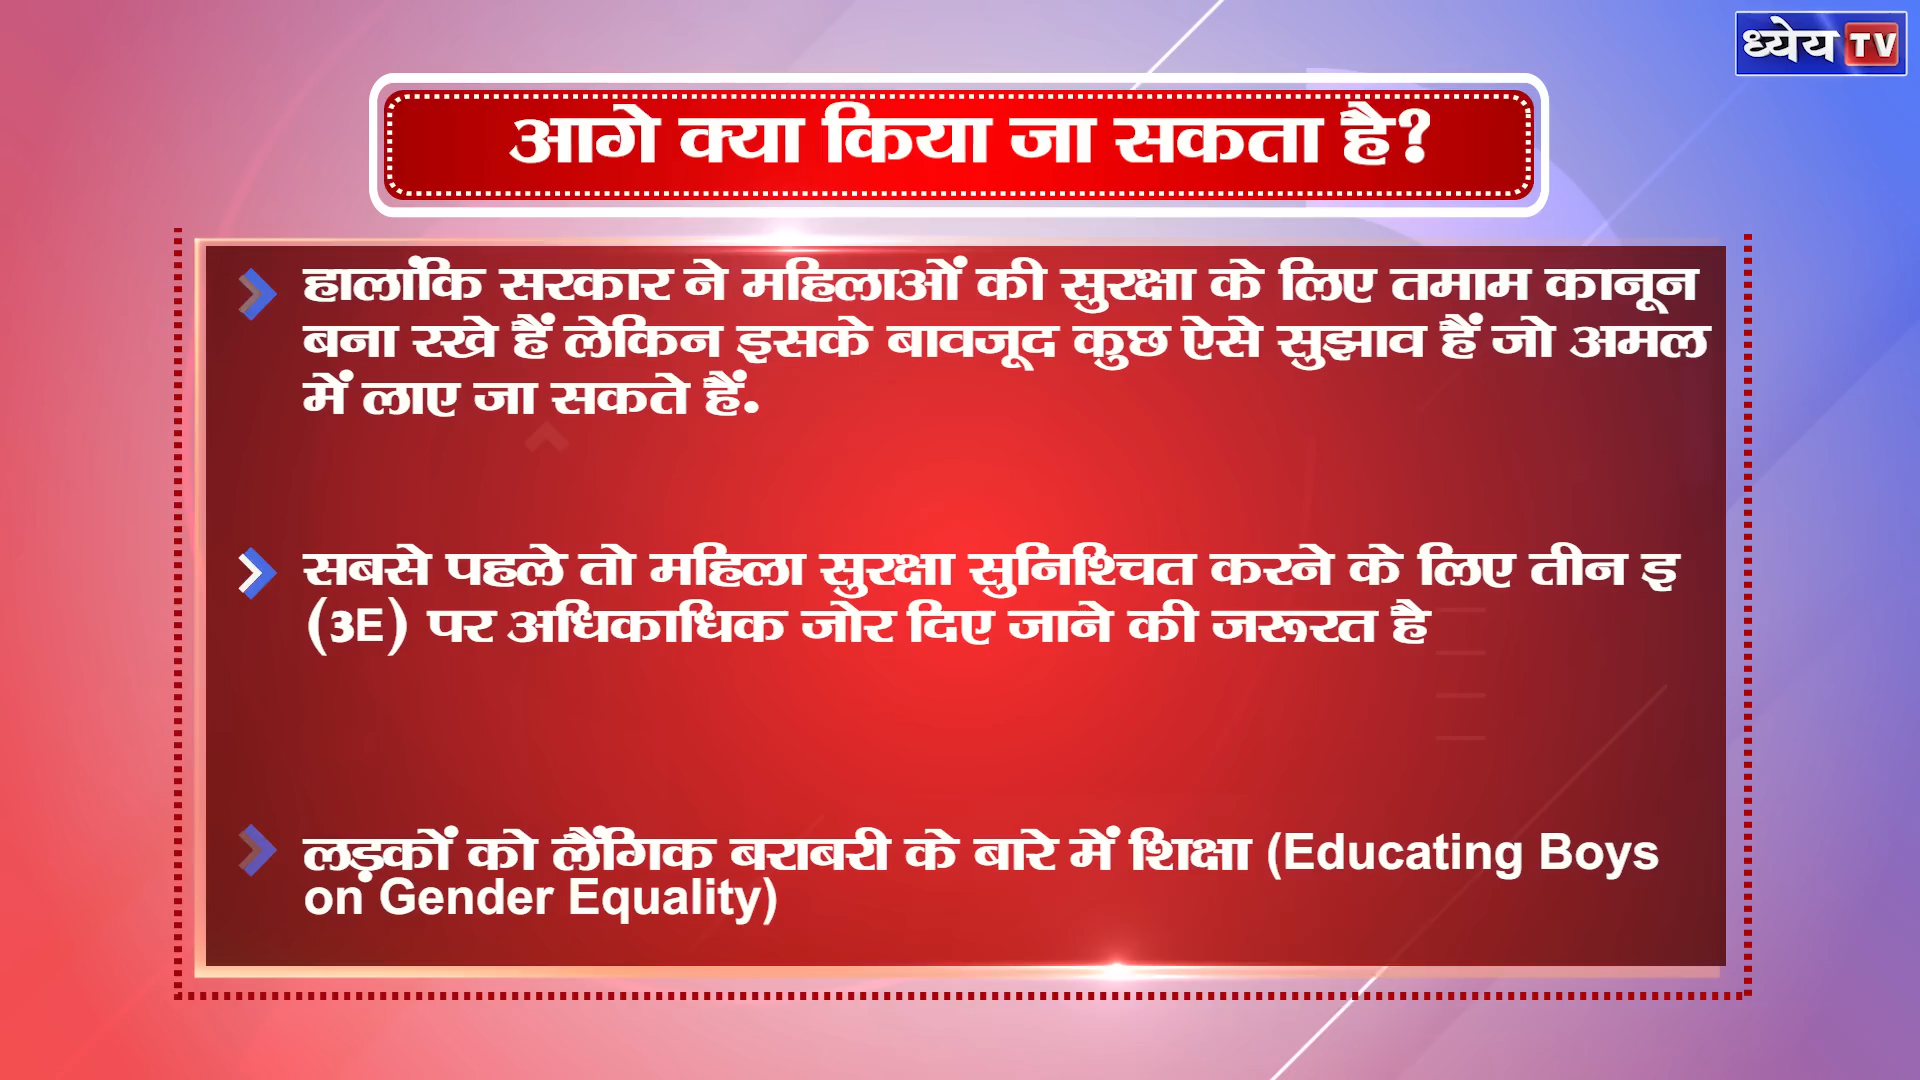 ध्येय TV
आगे क्या किया जा सकता है?
हालांकि सरकार ने महिलाओं की सुरक्षा के लिए तमाम कानून
बना रखे हैं लेकिन इसके बावजूद कुछ ऐसे सुझाव हैं जो अमल
में लाए जा सकते हैं.
सबसे पहले तो महिला सुरक्षा सुनिश्चित करने के लिए तीन इ
(3E) पर अधिकाधिक जोर दिए जाने की जरूरत है
लड़कों को लैंगिक बराबरी के बारे में शिक्षा (Educating Boys
on Gender Equality)